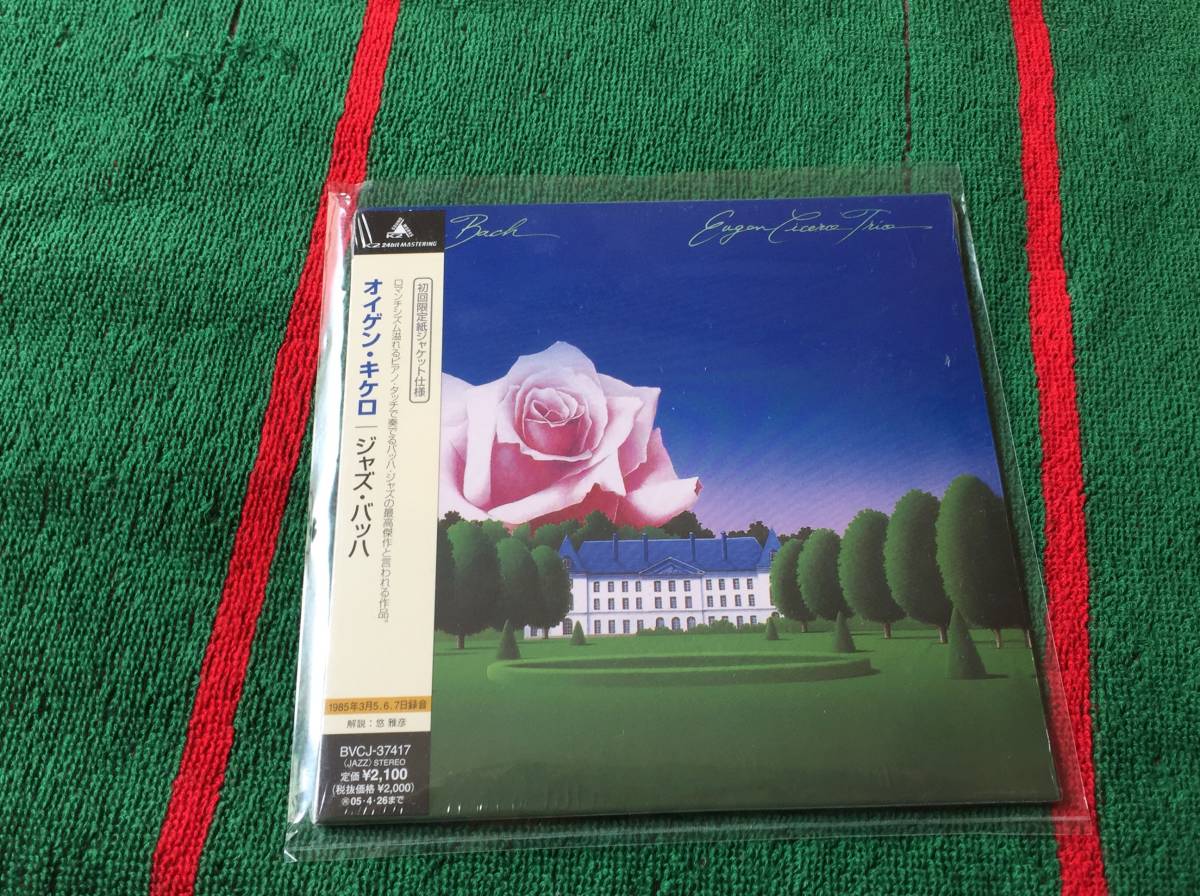 K2 24bit MASTERING
Bach
Eugen Cicero Trio
初回限定紙ジャケット仕様
ロマンチシズム溢れるピアノ・タッチで奏でるバッハ・ジャズの最高傑作と言われる作品。
オイゲン・キケロ│ジャズ・バッハ
1985年3月5、6、7日録音
解説：悠 雅彦
BVCJ-37417
(JAZZ) STEREO
定価 ¥2,100
(税抜価格 ¥2,000)
05・4・26まで